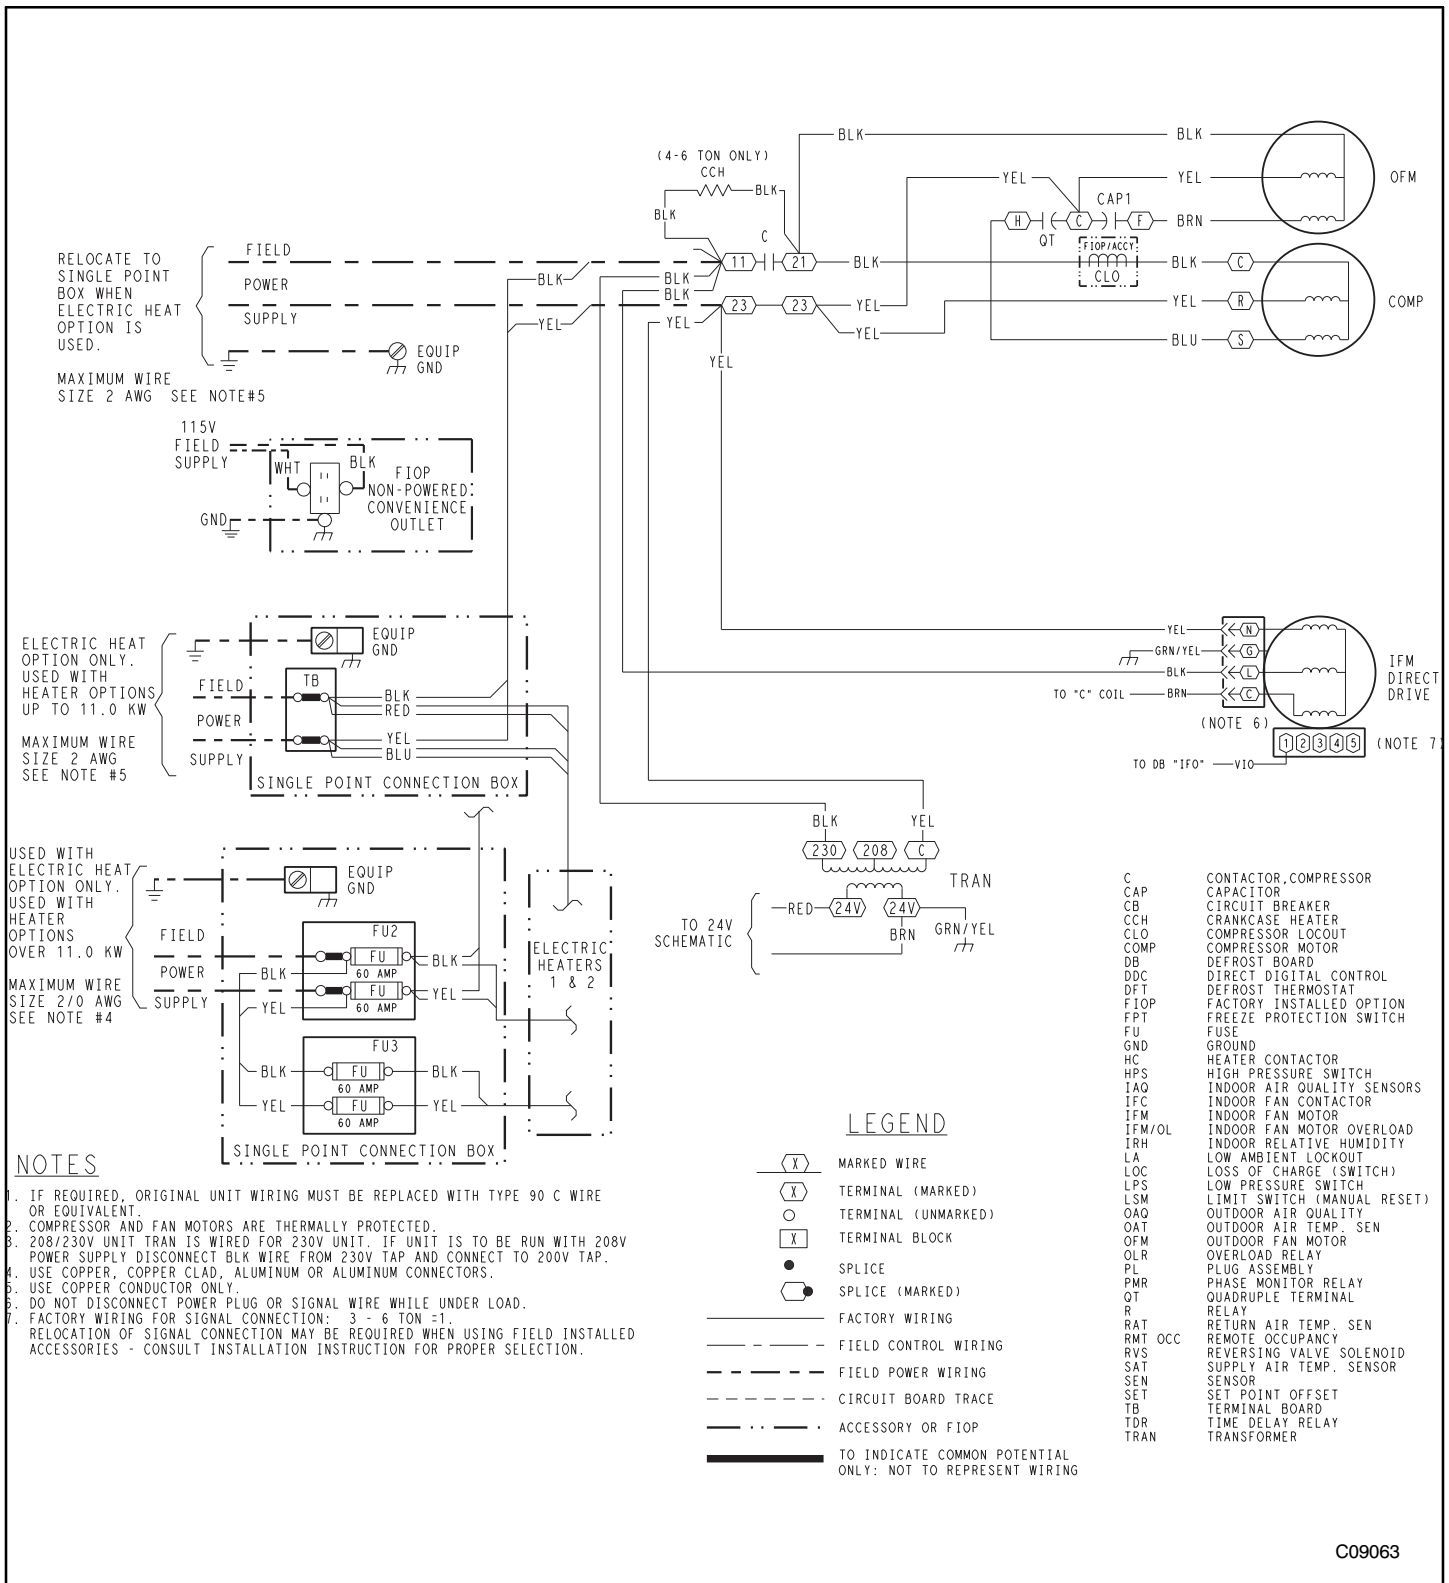 BLK
BLK
(4-6 TON ONLY)
CCH
BLK
YEL
YEL
OFM
CAP1
BLK
H
C
F
BRN
QT
C
FIOP/ACCY
CLO
RELOCATE TO
SINGLE POINT
BOX WHEN
ELECTRIC HEAT
OPTION IS
USED.
FIELD
POWER
SUPPLY
11
21
BLK
BLK
C
BLK
BLK
BLK
23
23
YEL
YEL
R
COMP
YEL
YEL
YEL
BLU
S
EQUIP
GND
YEL
MAXIMUM WIRE
SIZE 2 AWG SEE NOTE#5
115V
FIELD
SUPPLY
WHT
BLK
FIOP
NON-POWERED
CONVENIENCE
OUTLET
GND
ELECTRIC HEAT
OPTION ONLY.
USED WITH
HEATER OPTIONS
UP TO 11.0 KW
MAXIMUM WIRE
SIZE 2 AWG
SEE NOTE #5
EQUIP
GND
FIELD
POWER
SUPPLY
TB
BLK
RED
YEL
BLU
SINGLE POINT CONNECTION BOX
YEL
N
GRN/YEL
G
BLK
L
TO "C" COIL
BRN
C
IFM
DIRECT
DRIVE
(NOTE 6)
1 2 3 4 5
(NOTE 7)
TO DB "IFO"
VIO
BLK
YEL
230
208
C
TRAN
RED
24V
24V
TO 24V
SCHEMATIC
BRN
GRN/YEL
USED WITH
ELECTRIC HEAT
OPTION ONLY.
USED WITH
HEATER
OPTIONS
OVER 11.0 KW
MAXIMUM WIRE
SIZE 2/0 AWG
SEE NOTE #4
EQUIP
GND
FIELD
POWER
SUPPLY
FU2
FU
60 AMP
FU
60 AMP
BLK
BLK
YEL
YEL
FU3
BLK
FU
BLK
60 AMP
YEL
FU
YEL
60 AMP
SINGLE POINT CONNECTION BOX
ELECTRIC
HEATERS
1 & 2
NOTES
1. IF REQUIRED, ORIGINAL UNIT WIRING MUST BE REPLACED WITH TYPE 90 C WIRE
OR EQUIVALENT.
2. COMPRESSOR AND FAN MOTORS ARE THERMALLY PROTECTED.
3. 208/230V UNIT TRAN IS WIRED FOR 230V UNIT. IF UNIT IS TO BE RUN WITH 208V
POWER SUPPLY DISCONNECT BLK WIRE FROM 230V TAP AND CONNECT TO 200V TAP.
4. USE COPPER, COPPER CLAD, ALUMINUM OR ALUMINUM CONNECTORS.
5. USE COPPER CONDUCTOR ONLY.
6. DO NOT DISCONNECT POWER PLUG OR SIGNAL WIRE WHILE UNDER LOAD.
7. FACTORY WIRING FOR SIGNAL CONNECTION: 3 - 6 TON =1.
RELOCATION OF SIGNAL CONNECTION MAY BE REQUIRED WHEN USING FIELD INSTALLED
ACCESSORIES - CONSULT INSTALLATION INSTRUCTION FOR PROPER SELECTION.
LEGEND
X MARKED WIRE
X TERMINAL (MARKED)
TERMINAL (UNMARKED)
X TERMINAL BLOCK
SPLICE
SPLICE (MARKED)
FACTORY WIRING
FIELD CONTROL WIRING
FIELD POWER WIRING
CIRCUIT BOARD TRACE
ACCESSORY OR FIOP
TO INDICATE COMMON POTENTIAL
ONLY: NOT TO REPRESENT WIRING
C CONTACTOR,COMPRESSOR
CAP CAPACITOR
CB CIRCUIT BREAKER
CCH CRANKCASE HEATER
CLO COMPRESSOR LOCOUT
COMP COMPRESSOR MOTOR
DB DEFROST BOARD
DDC DIRECT DIGITAL CONTROL
DFT DEFROST THERMOSTAT
FIOP FACTORY INSTALLED OPTION
FPT FREEZE PROTECTION SWITCH
FU FUSE
GND GROUND
HC HEATER CONTACTOR
HPS HIGH PRESSURE SWITCH
IAQ INDOOR AIR QUALITY SENSORS
IFC INDOOR FAN CONTACTOR
IFM INDOOR FAN MOTOR
IFM/OL INDOOR FAN MOTOR OVERLOAD
IRH INDOOR RELATIVE HUMIDITY
LA LOW AMBIENT LOCKOUT
LOC LOSS OF CHARGE (SWITCH)
LPS LOW PRESSURE SWITCH
LSM LIMIT SWITCH (MANUAL RESET)
OAQ OUTDOOR AIR QUALITY
OAT OUTDOOR AIR TEMP. SEN
OFM OUTDOOR FAN MOTOR
OLR OVERLOAD RELAY
PL PLUG ASSEMBLY
PMR PHASE MONITOR RELAY
QT QUADRUPLE TERMINAL
R RELAY
RAT RETURN AIR TEMP. SEN
RMT OCC REMOTE OCCUPANCY
RVS REVERSING VALVE SOLENOID
SAT SUPPLY AIR TEMP. SENSOR
SEN SENSOR
SET SET POINT OFFSET
TB TERMINAL BOARD
TDR TIME DELAY RELAY
TRAN TRANSFORMER
C09063